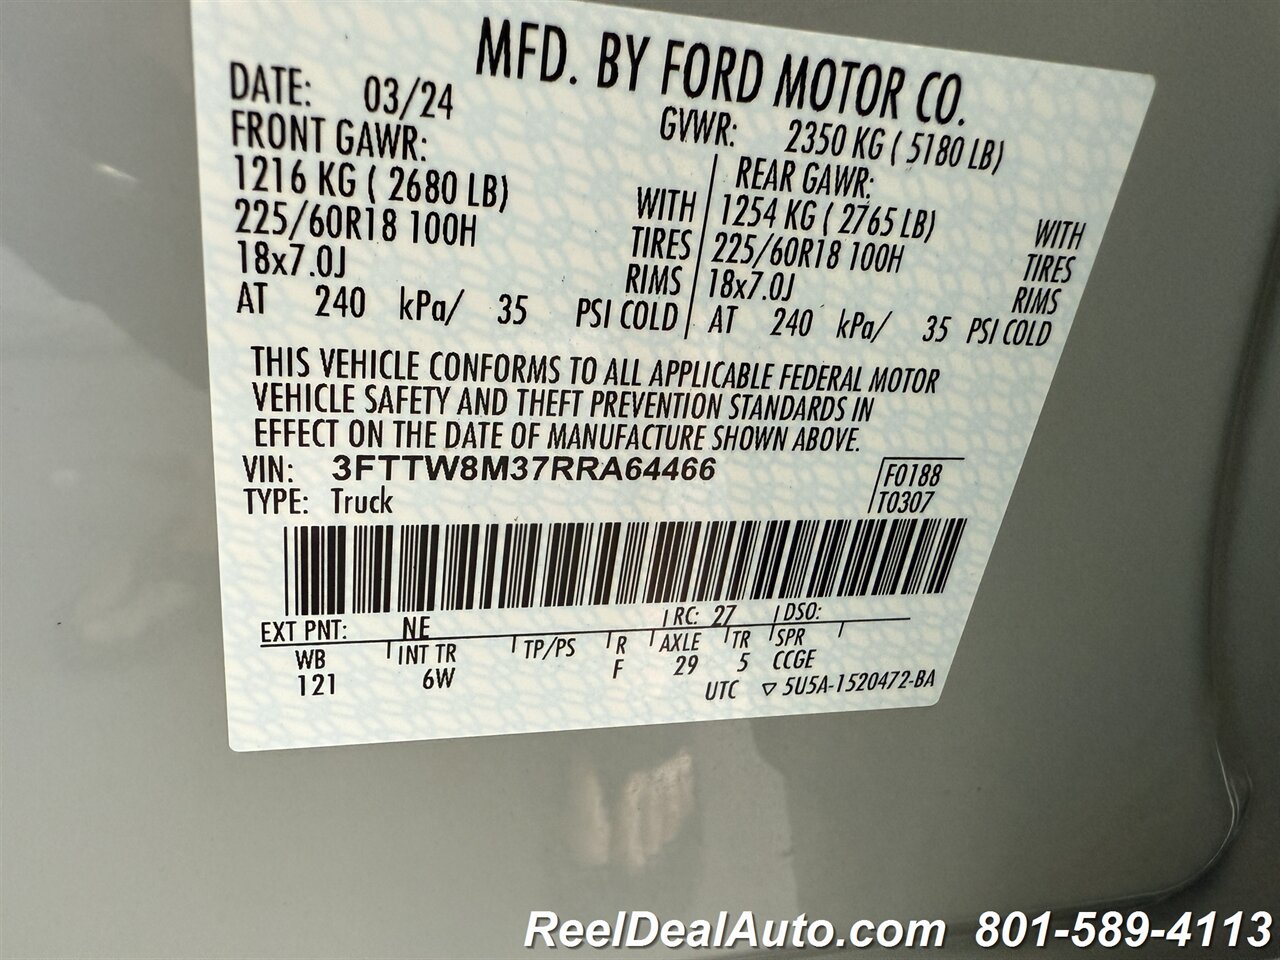 MFD. BY FORD MOTOR CO.
DATE: 03/24
GVWR: 2350 KG ( 5180 LB)
FRONT GAWR:
1216 KG ( 2680 LB) WITH
225/60R18 100H TIRES
18x7.0J RIMS
AT 240 kPa/ 35 PSI COLD
REAR GAWR:
1254 KG ( 2765 LB) WITH
225/60R18 100H TIRES
18x7.0J RIMS
AT 240 kPa/ 35 PSI COLD
THIS VEHICLE CONFORMS TO ALL APPLICABLE FEDERAL MOTOR
VEHICLE SAFETY AND THEFT PREVENTION STANDARDS IN
EFFECT ON THE DATE OF MANUFACTURE SHOWN ABOVE.
VIN: 3FTTW8M37RRA64466
F0188
TYPE: Truck
T0307
EXT PNT: NE RC: 27 DSO:
WB INT TR TP/PS R AXLE TR SPR
121 6W F 29 5 CCGE
UTC ▽ 5U5A-1520472-BA
ReelDealAuto.com 801-589-4113